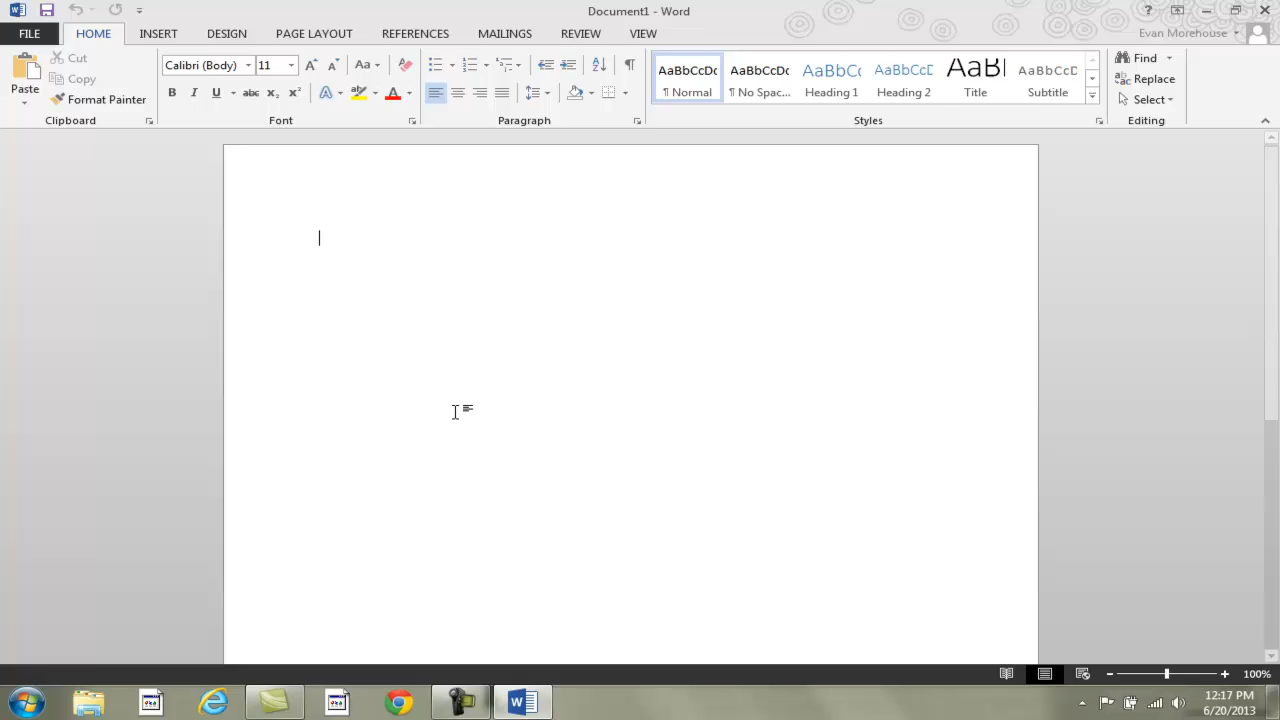 Document1 - Word
Evan Morehouse
FILE HOME INSERT DESIGN PAGE LAYOUT REFERENCES MAILINGS REVIEW VIEW
Paste
Cut
Copy
Format Painter
Clipboard
Calibri (Body) 11
Font
Paragraph
AaBbCcDc AaBbCcDc AaBbCc AaBbCcD AaB AaBbCcD
¶ Normal ¶ No Spac... Heading 1 Heading 2 Title Subtitle
Styles
Find
Replace
Select
Editing
100%
12:17 PM
6/20/2013